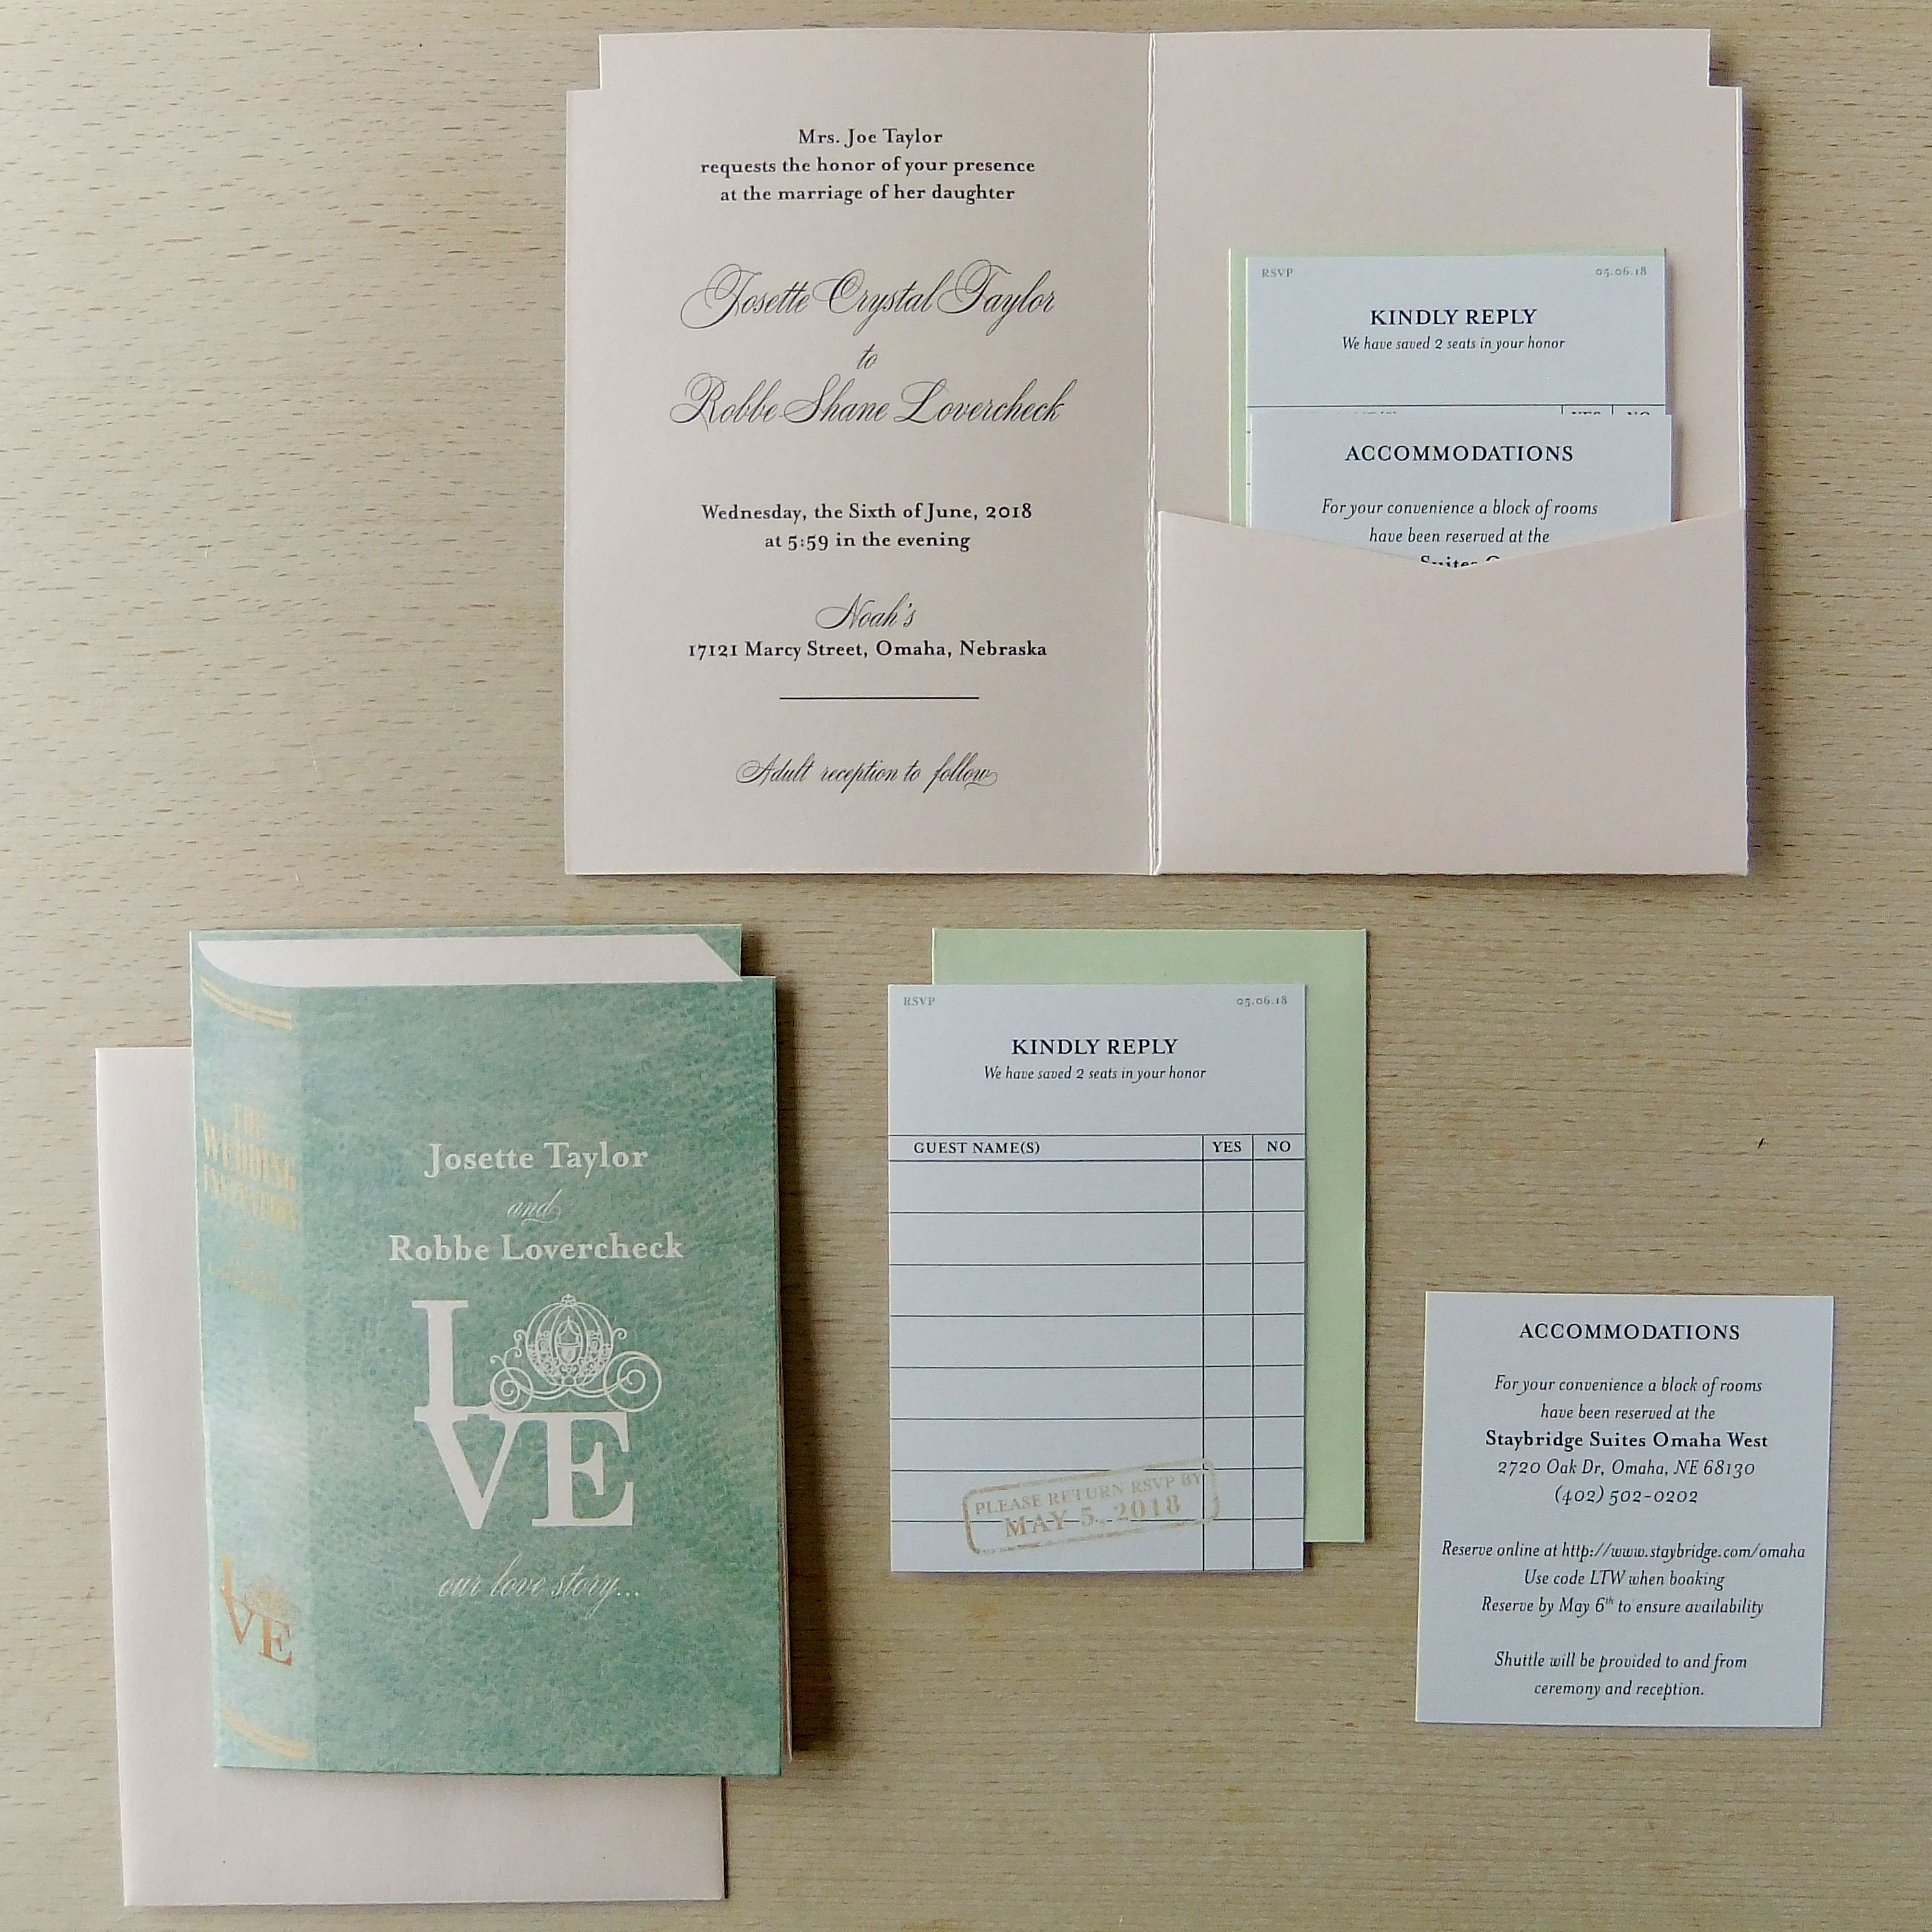 Mrs. Joe Taylor
requests the honor of your presence
at the marriage of her daughter
Josette Crystal Taylor
to
Robbe Shane Lovercheck
Wednesday, the Sixth of June, 2018
at 5:59 in the evening
Noah's
17121 Marcy Street, Omaha, Nebraska
Adult reception to follow
RSVP 05.06.18
KINDLY REPLY
We have saved 2 seats in your honor
YES NO
ACCOMMODATIONS
For your convenience a block of rooms
have been reserved at the
Suites
THE
WEDDING
INVITATION
LOVE
Josette Taylor
and
Robbe Lovercheck
LOVE
our love story...
RSVP 05.06.18
KINDLY REPLY
We have saved 2 seats in your honor
GUEST NAME(S) YES NO
PLEASE RETURN RSVP BY
MAY 5, 2018
ACCOMMODATIONS
For your convenience a block of rooms
have been reserved at the
Staybridge Suites Omaha West
2720 Oak Dr, Omaha, NE 68130
(402) 502-0202
Reserve online at http://www.staybridge.com/omaha
Use code LTW when booking
Reserve by May 6th to ensure availability
Shuttle will be provided to and from
ceremony and reception.